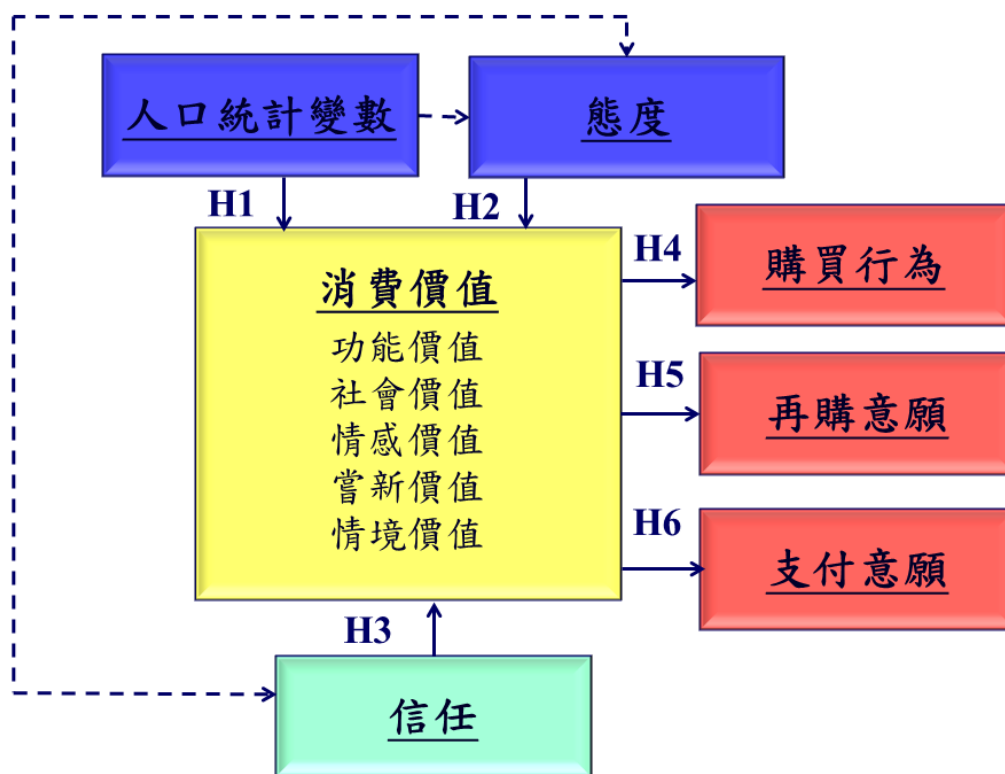 人口統計變數
態度
H1
H2
消費價值
功能價值
社會價值
情感價值
嘗新價值
情境價值
H4
購買行為
H5
再購意願
H6
支付意願
H3
信任